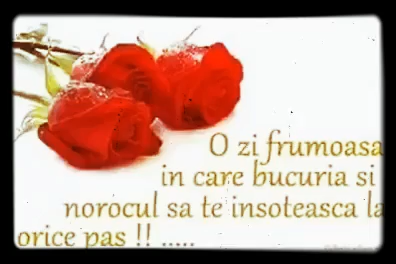 O zi frumoasa
in care bucuria si
norocul sa te insoteasca la
orice pas !! .....